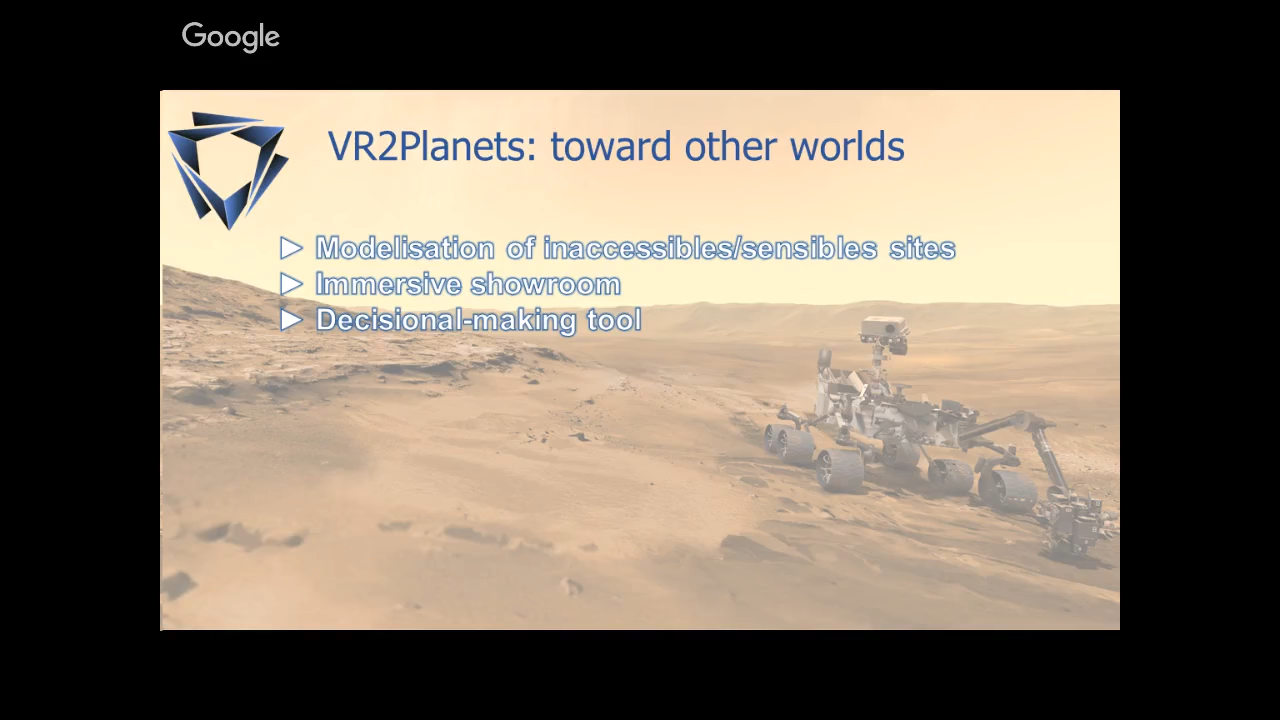 Google
VR2Planets: toward other worlds
Modelisation of inaccessibles/sensibles sites
Immersive showroom
Decisional-making tool